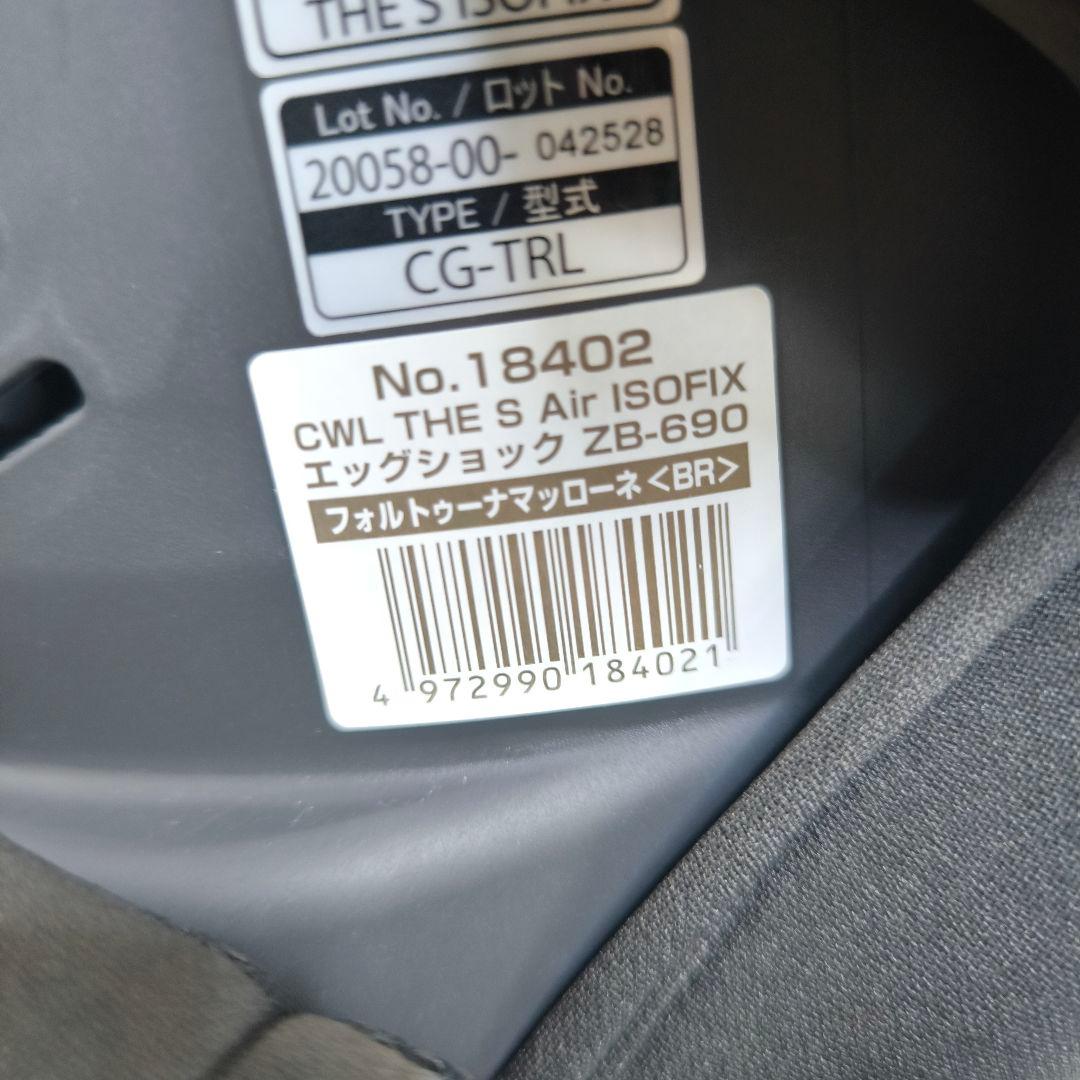 THE S ISOFIX
Lot No. / ロット No.
20058-00- 042528
TYPE / 型式
CG-TRL
No.18402
CWL THE S Air ISOFIX
エッグショック ZB-690
フォルトゥーナマッローネ<BR>
4 972990 184021